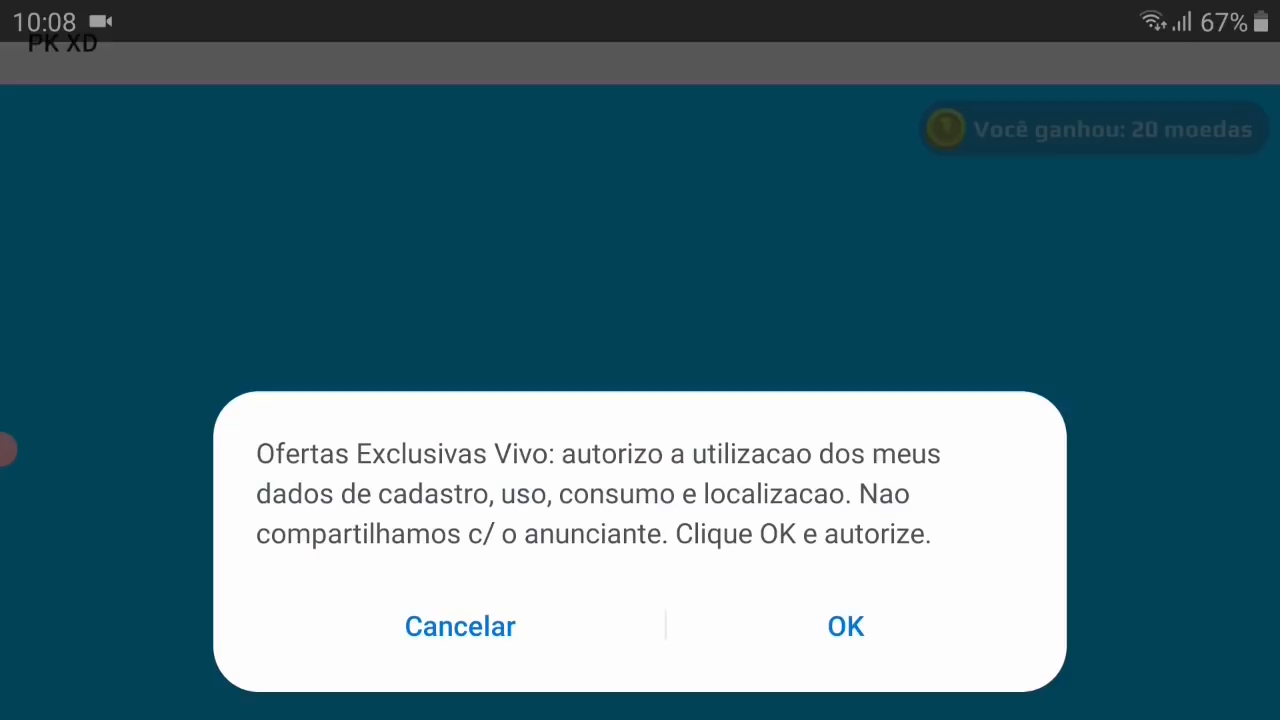 10:08
67%
PK XD
Você ganhou: 20 moedas
Ofertas Exclusivas Vivo: autorizo a utilizacao dos meus
dados de cadastro, uso, consumo e localizacao. Nao
compartilhamos c/ o anunciante. Clique OK e autorize.
Cancelar
OK